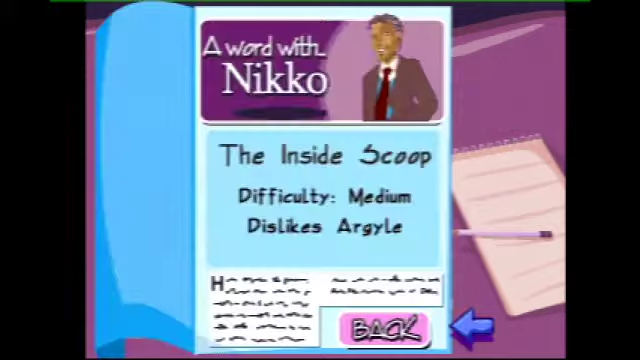 A word with...
Nikko
The Inside Scoop
Difficulty: Medium
Dislikes Argyle
BACK